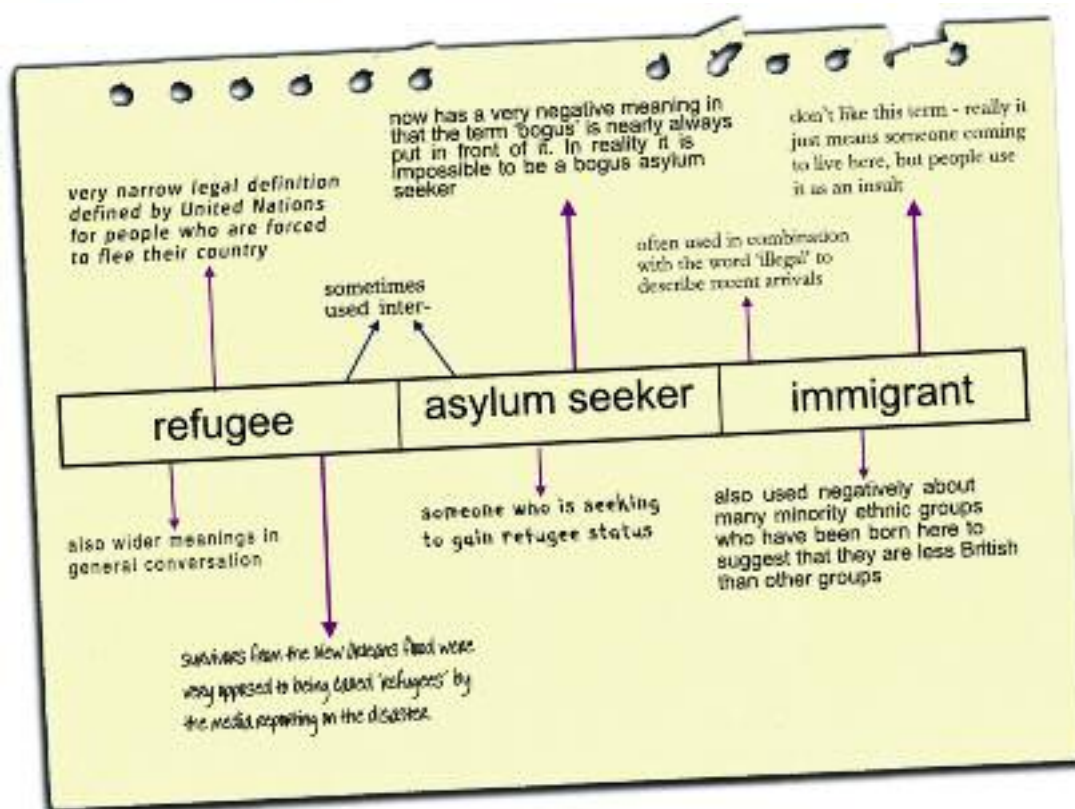 now has a very negative meaning in
that the term 'bogus' is nearly always
put in front of it. In reality it is
impossible to be a bogus asylum
seeker
don't like this term - really it
just means someone coming
to live here, but people use
it as an insult
very narrow legal definition
defined by United Nations
for people who are forced
to flee their country
often used in combination
with the word 'illegal' to
describe recent arrivals
sometimes
used inter-
refugee
asylum seeker
immigrant
also wider meanings in
general conversation
someone who is seeking
to gain refugee status
also used negatively about
many minority ethnic groups
who have been born here to
suggest that they are less British
than other groups
survivors from the New Orleans flood were
very opposed to being called 'refugees' by
the media reporting on the disaster